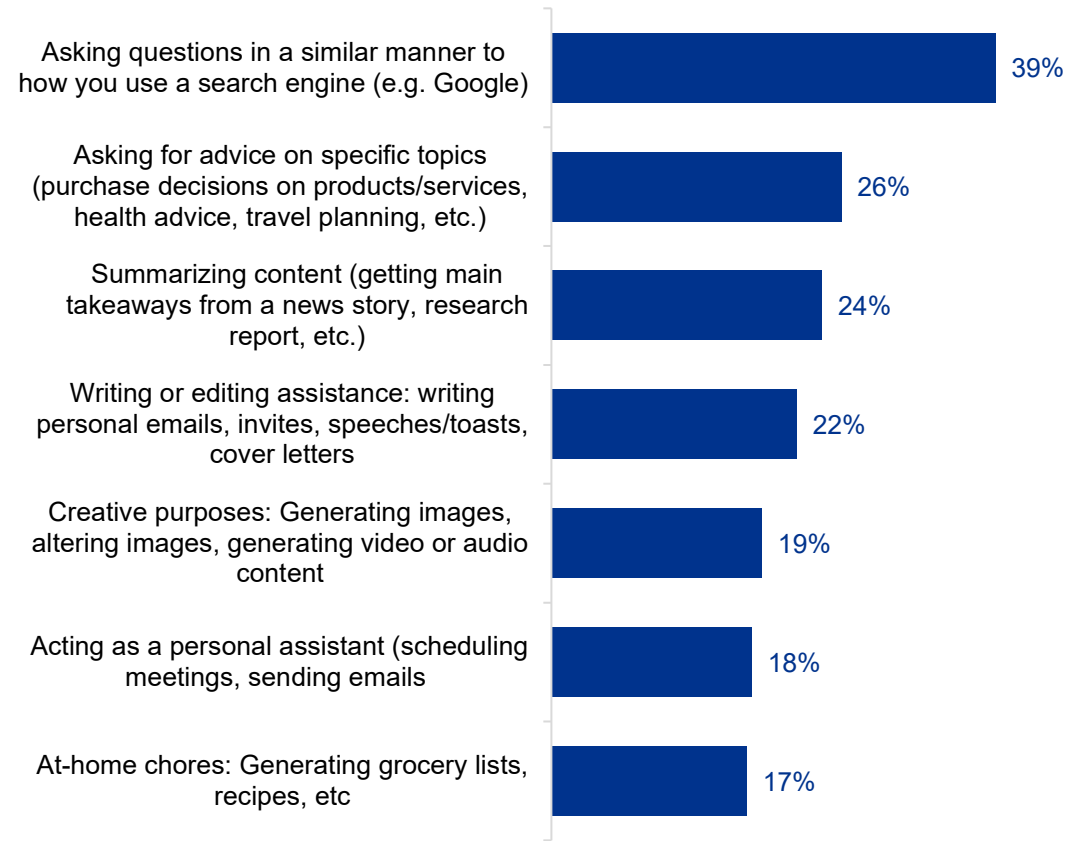 Asking questions in a similar manner to
how you use a search engine (e.g. Google)
39%
Asking for advice on specific topics
(purchase decisions on products/services,
health advice, travel planning, etc.)
26%
Summarizing content (getting main
takeaways from a news story, research
report, etc.)
24%
Writing or editing assistance: writing
personal emails, invites, speeches/toasts,
cover letters
22%
Creative purposes: Generating images,
altering images, generating video or audio
content
19%
Acting as a personal assistant (scheduling
meetings, sending emails
18%
At-home chores: Generating grocery lists,
recipes, etc
17%